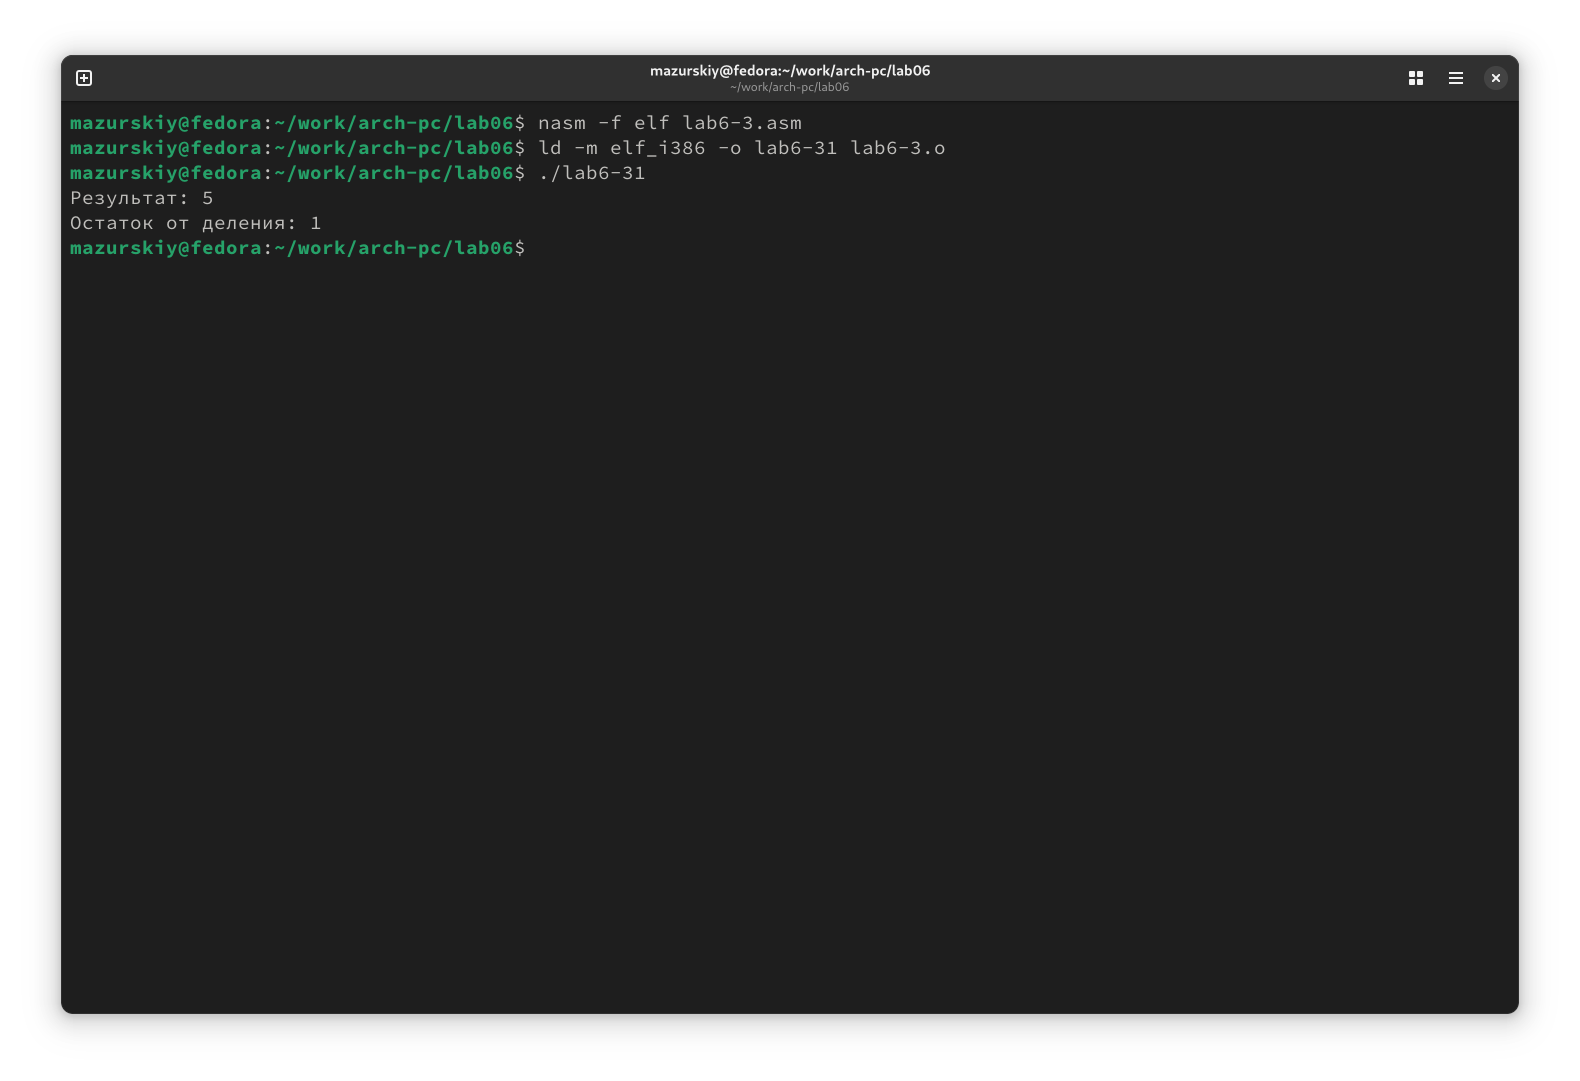 mazurskiy@fedora:~/work/arch-pc/lab06
~/work/arch-pc/lab06
mazurskiy@fedora:~/work/arch-pc/lab06$ nasm -f elf lab6-3.asm
mazurskiy@fedora:~/work/arch-pc/lab06$ ld -m elf_i386 -o lab6-31 lab6-3.o
mazurskiy@fedora:~/work/arch-pc/lab06$ ./lab6-31
Результат: 5
Остаток от деления: 1
mazurskiy@fedora:~/work/arch-pc/lab06$